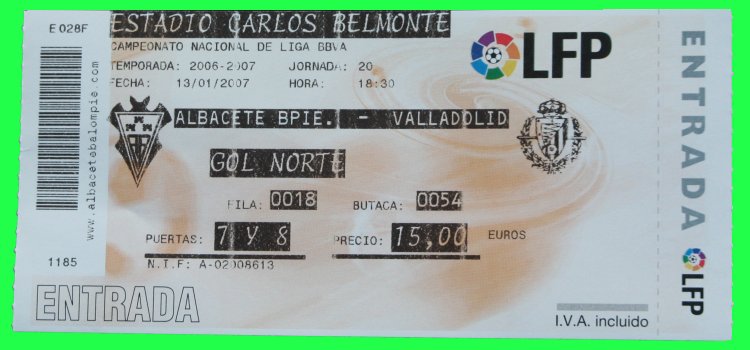 E 028F
www.albacetebalompie.com
1185
ESTADIO CARLOS BELMONTE
CAMPEONATO NACIONAL DE LIGA BBVA
TEMPORADA: 2006-2007 JORNADA: 20
FECHA: 13/01/2007 HORA: 18:30
LFP
ALBACETE BPIE. - VALLADOLID
GOL NORTE
FILA: 0018 BUTACA: 0054
PUERTAS: 7 Y 8 PRECIO: 15,00 EUROS
N.I.F: A-02008613
ENTRADA
I.V.A. incluido
ENTRADA
LFP